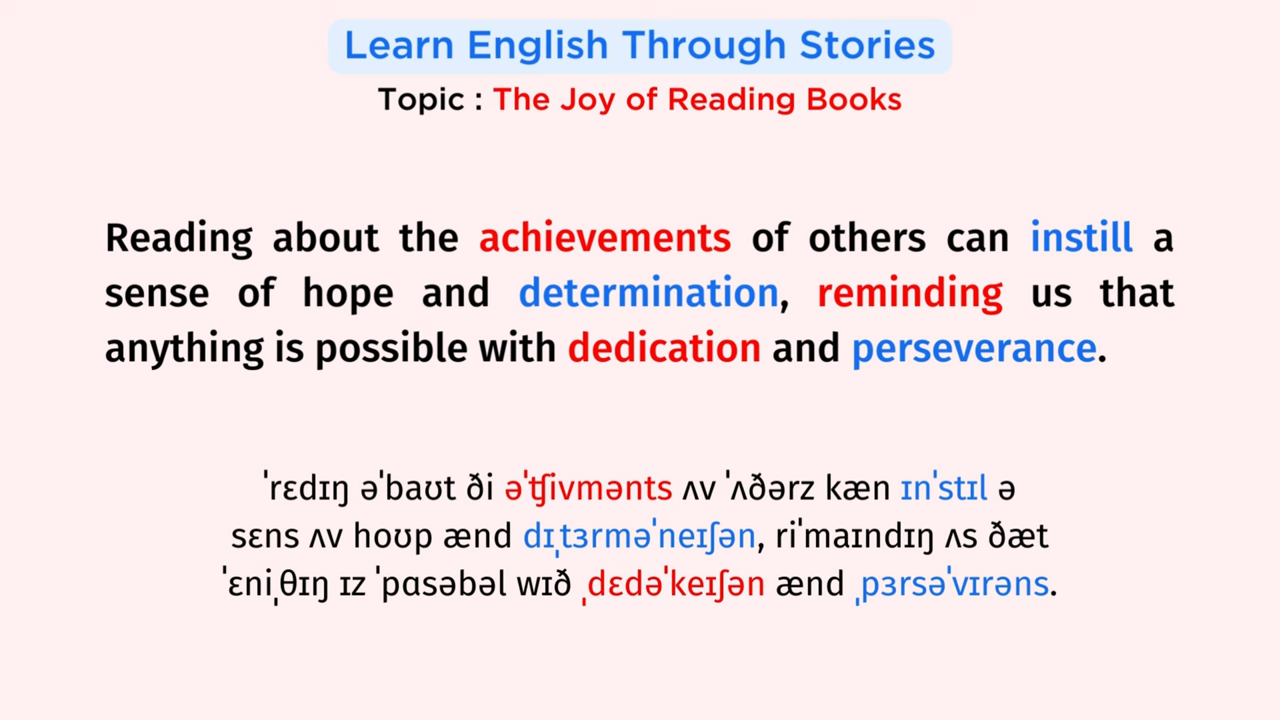 Learn English Through Stories
Topic : The Joy of Reading Books
Reading about the achievements of others can instill a
sense of hope and determination, reminding us that
anything is possible with dedication and perseverance.
ˈrɛdɪŋ əˈbaʊt ði əˈʧivmənts ʌv ˈʌðərz kæn ɪnˈstɪl ə
sɛns ʌv hoʊp ænd dɪˌtɜrməˈneɪʃən, riˈmaɪndɪŋ ʌs ðæt
ˈɛniˌθɪŋ ɪz ˈpɑsəbəl wɪð ˌdɛdəˈkeɪʃən ænd ˌpɜrsəˈvɪrəns.